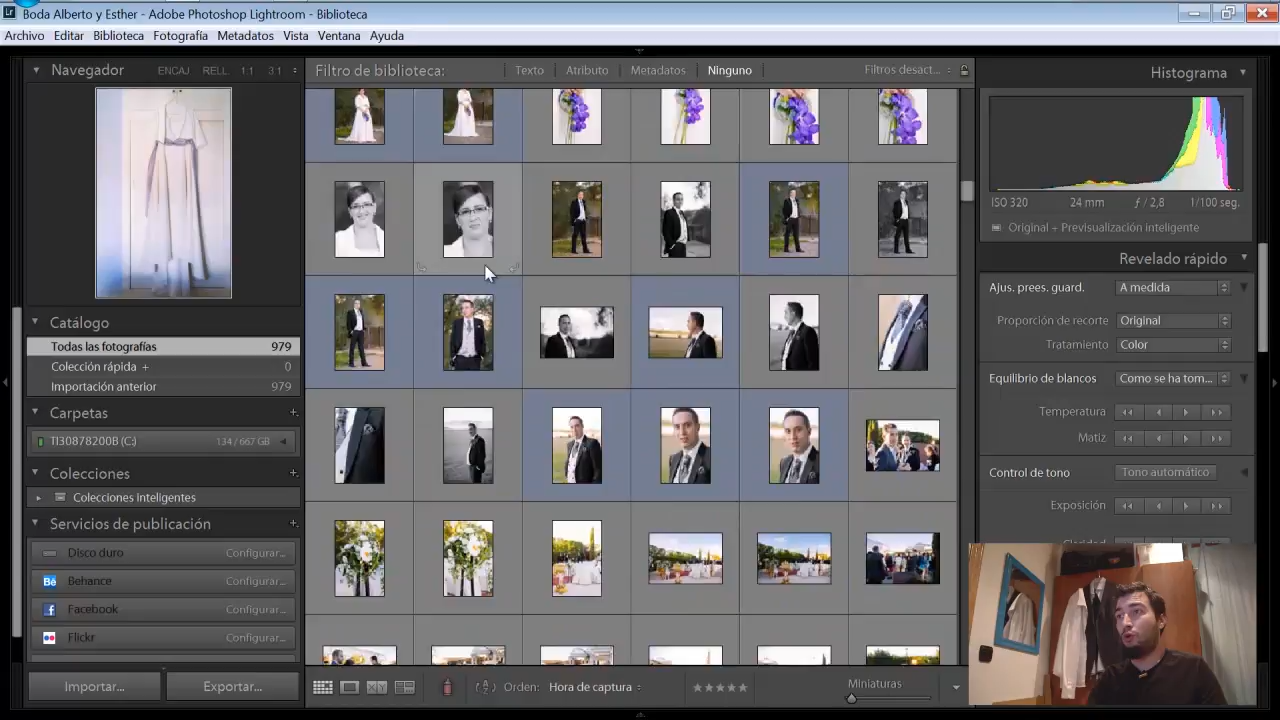 Boda Alberto y Esther - Adobe Photoshop Lightroom - Biblioteca
Archivo Editar Biblioteca Fotografía Metadatos Vista Ventana Ayuda
Navegador ENCAJ RELL 1:1 3:1
Filtro de biblioteca: Texto Atributo Metadatos Ninguno Filtros desact...
Histograma
ISO 320 24 mm ƒ / 2,8 1/100 seg.
Original + Previsualización inteligente
Revelado rápido
Ajus. prees. guard. A medida
Proporción de recorte Original
Tratamiento Color
Equilibrio de blancos Como se ha tom...
Temperatura
Matiz
Control de tono Tono automático
Exposición
Catálogo
Todas las fotografías 979
Colección rápida + 0
Importación anterior 979
Carpetas
TI30878200B (C:) 134 / 667 GB
Colecciones
Colecciones inteligentes
Servicios de publicación
Disco duro Configurar...
Bē Behance Configurar...
Facebook Configurar...
Flickr Configurar...
Importar... Exportar...
Orden: Hora de captura
Miniaturas